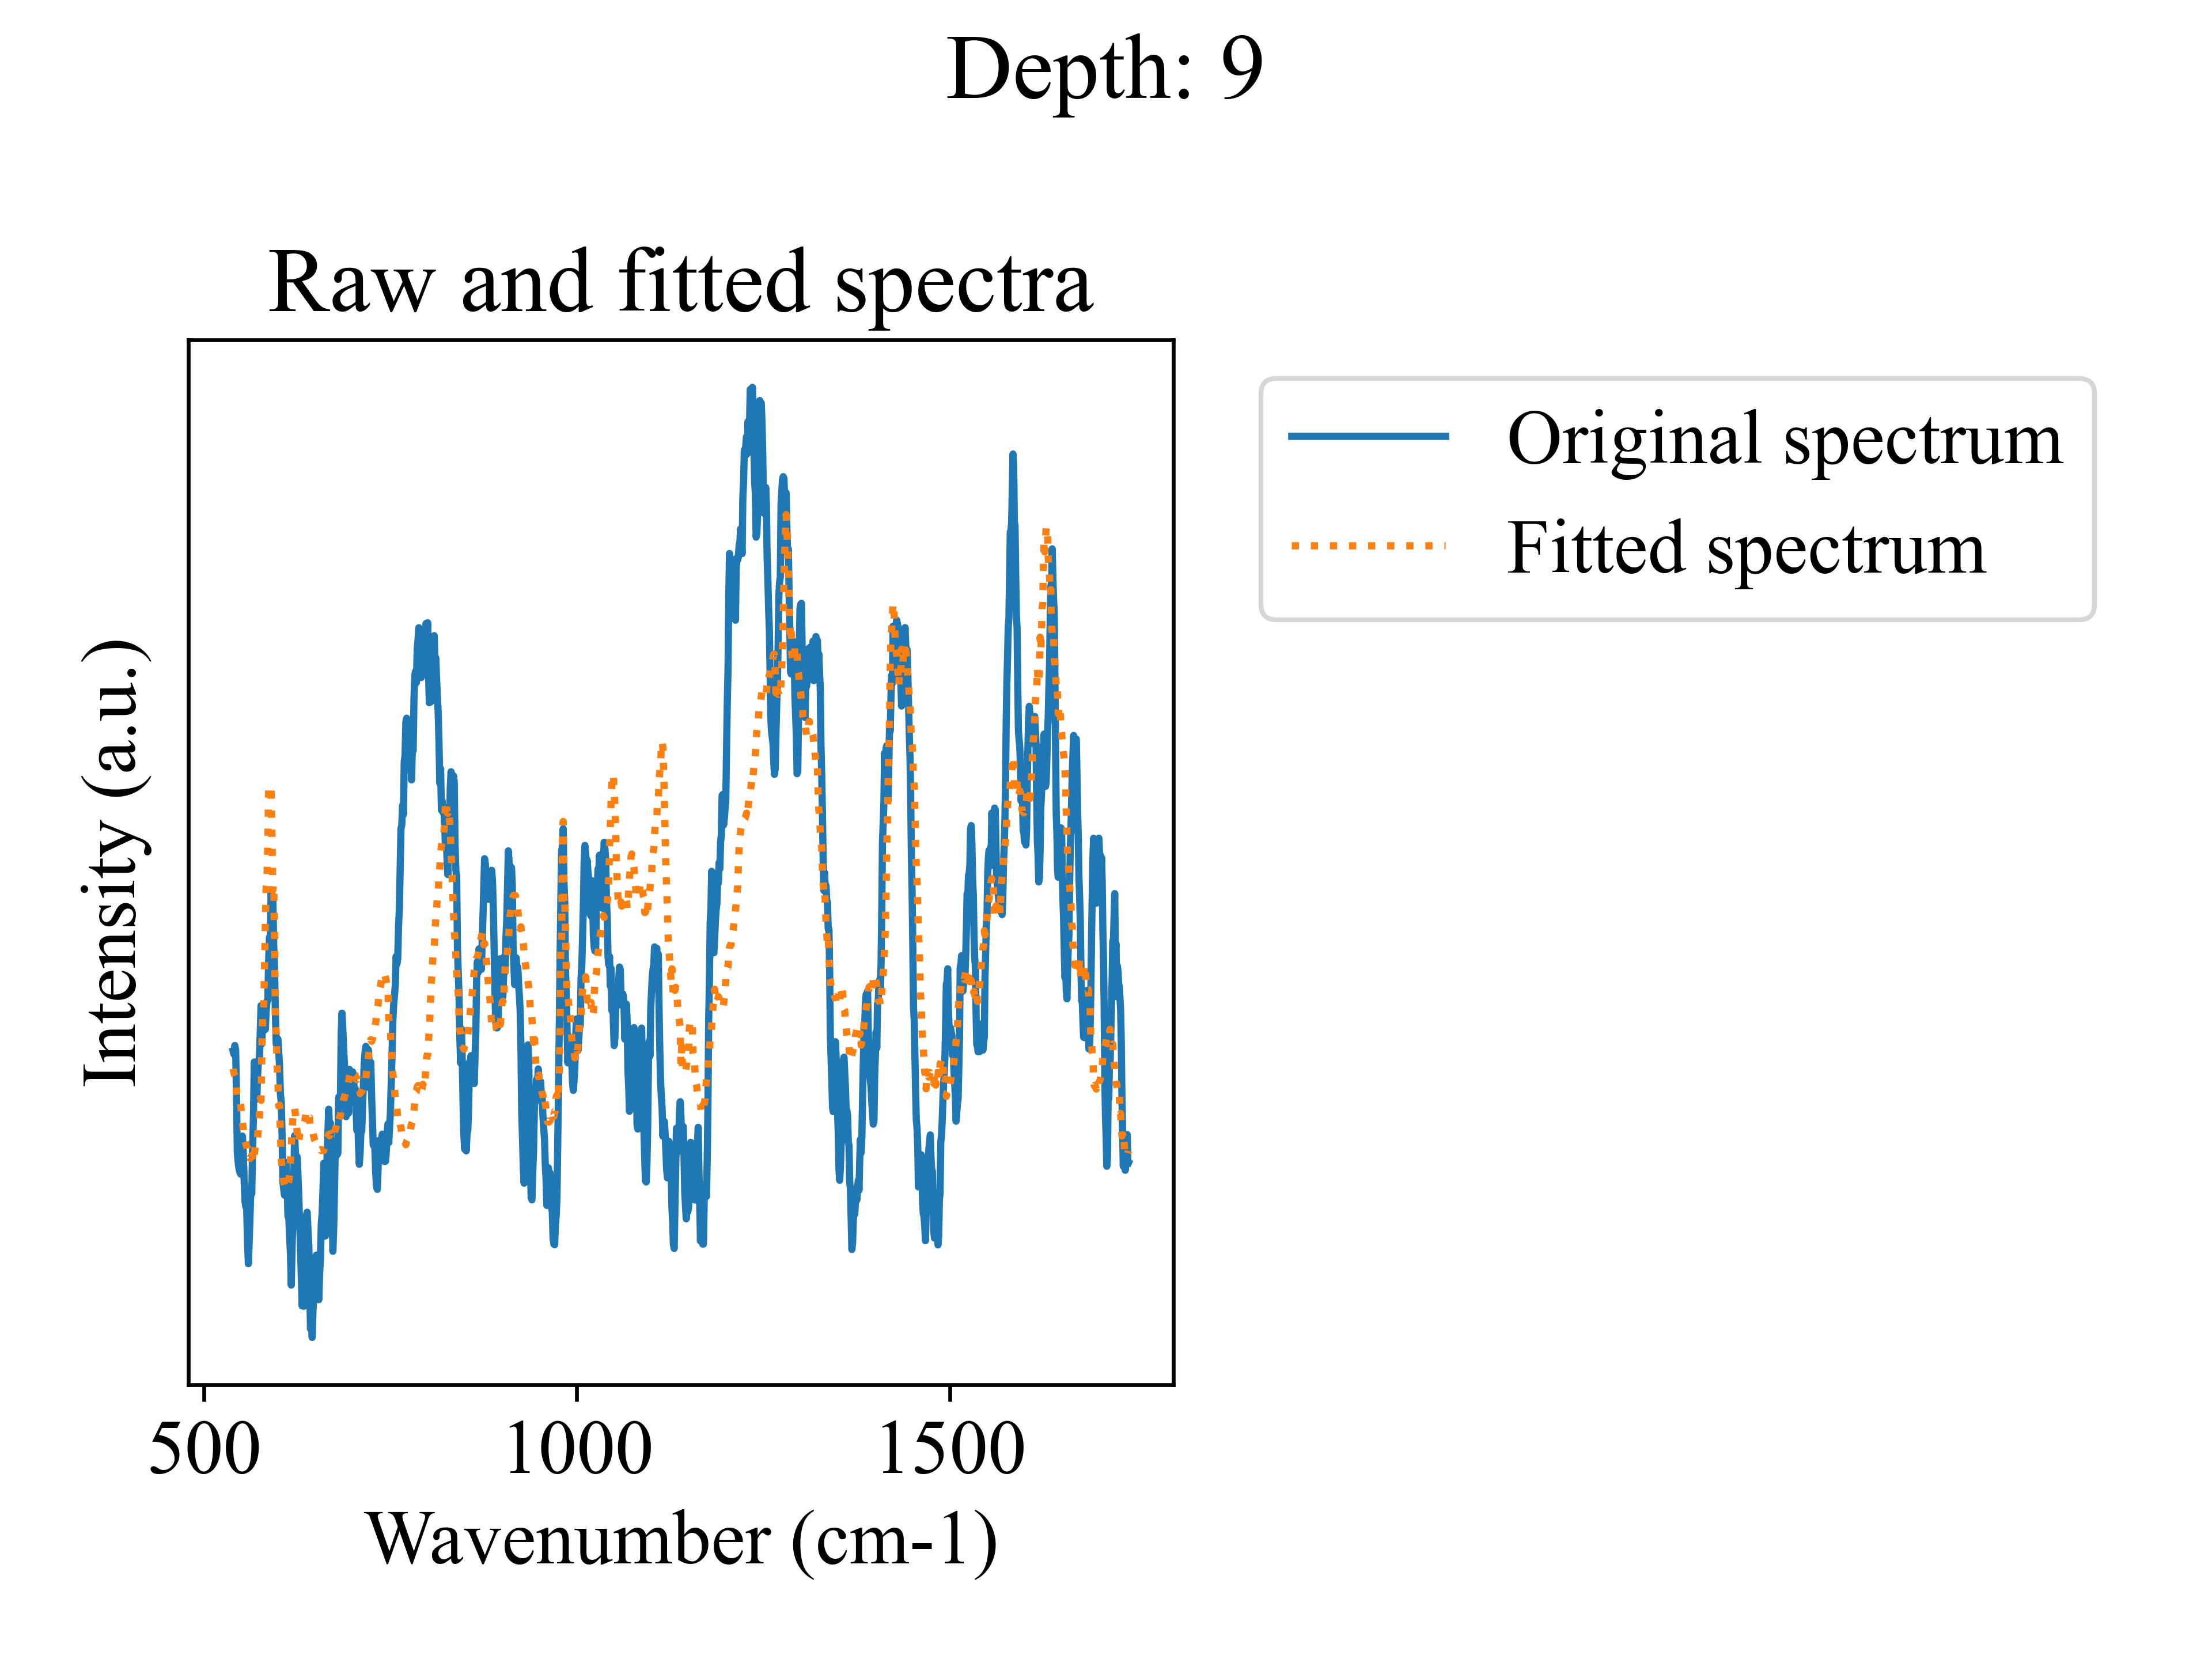 Depth: 9
Raw and fitted spectra
Original spectrum
Fitted spectrum
Intensity (a.u.)
500 1000 1500
Wavenumber (cm-1)